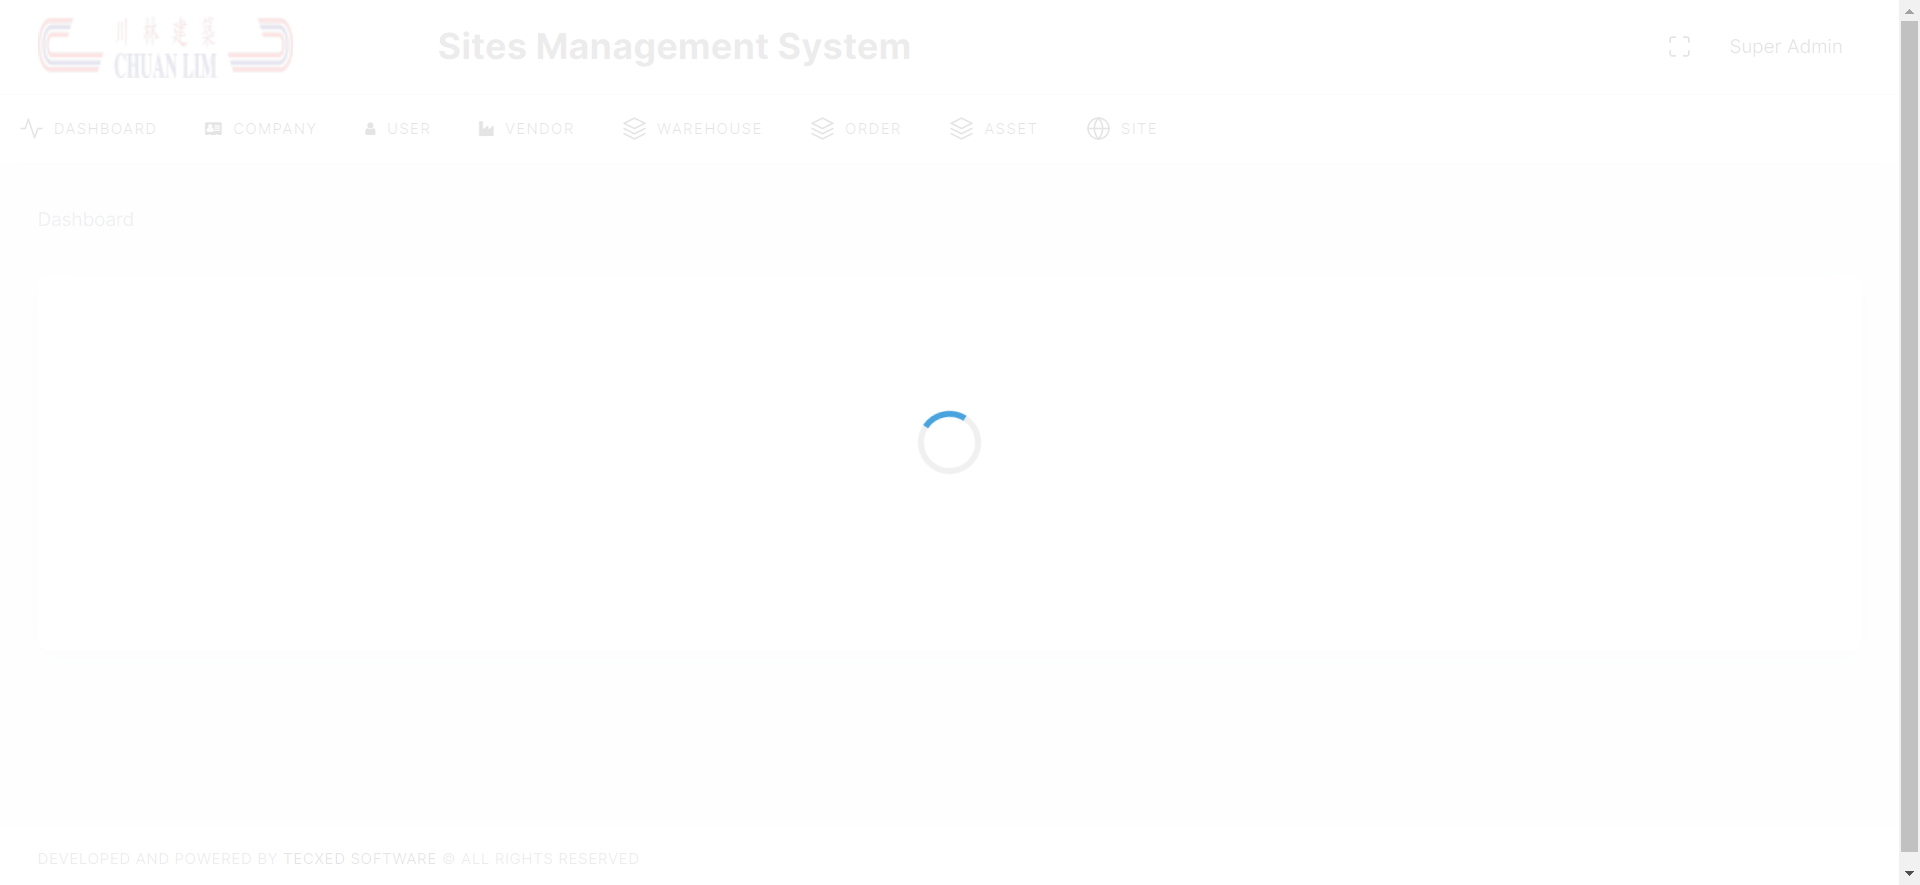 川林建築
CHUAN LIM
Sites Management System
Super Admin
DASHBOARD
COMPANY
USER
VENDOR
WAREHOUSE
ORDER
ASSET
SITE
Dashboard
DEVELOPED AND POWERED BY TECXED SOFTWARE © ALL RIGHTS RESERVED